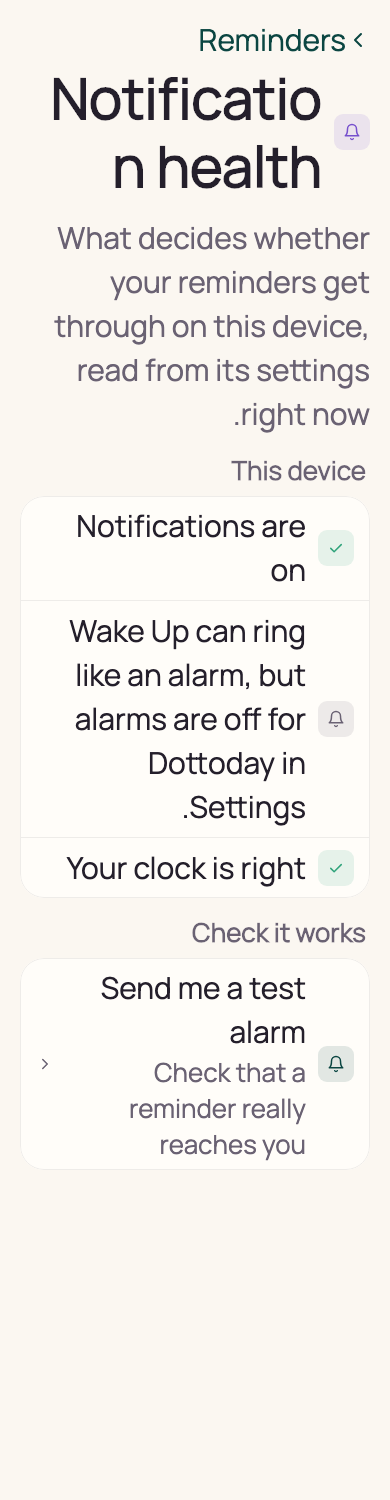 Reminders
Notificatio
n health
What decides whether
your reminders get
through on this device,
read from its settings
.right now
This device
Notifications are
on
Wake Up can ring
like an alarm, but
alarms are off for
Dottoday in
.Settings
Your clock is right
Check it works
Send me a test
alarm
Check that a
reminder really
reaches you